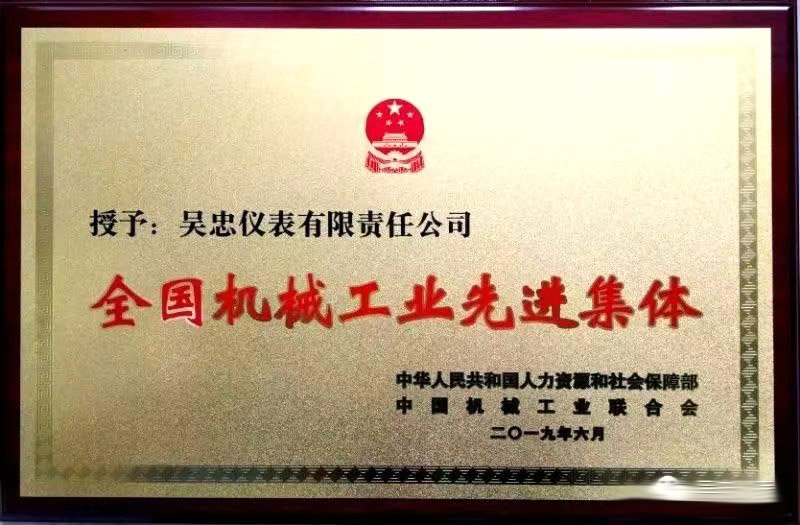 授予：吴忠仪表有限责任公司
全国机械工业先进集体
中华人民共和国人力资源和社会保障部
中国机械工业联合会
二〇一九年六月